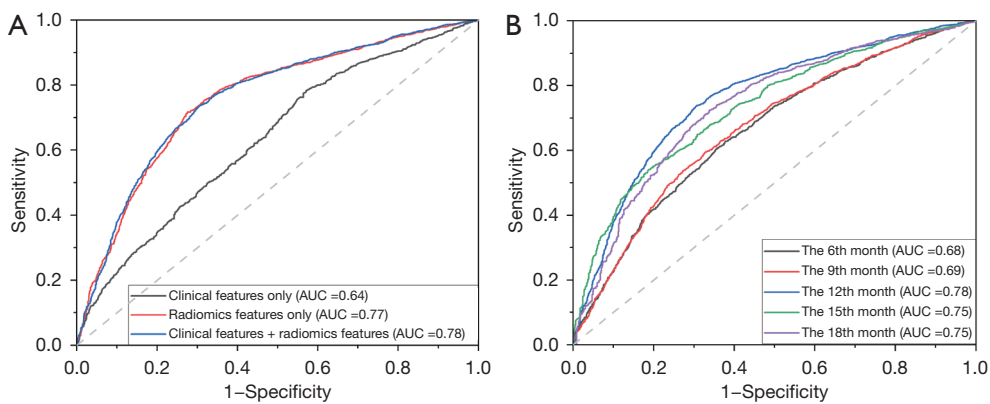 A
Sensitivity
1.0
0.8
0.6
0.4
0.2
0.0
Clinical features only (AUC =0.64)
Radiomics features only (AUC =0.77)
Clinical features + radiomics features (AUC =0.78)
0.0 0.2 0.4 0.6 0.8 1.0
1−Specificity
B
Sensitivity
1.0
0.8
0.6
0.4
0.2
0.0
The 6th month (AUC =0.68)
The 9th month (AUC =0.69)
The 12th month (AUC =0.78)
The 15th month (AUC =0.75)
The 18th month (AUC =0.75)
0.0 0.2 0.4 0.6 0.8 1.0
1−Specificity